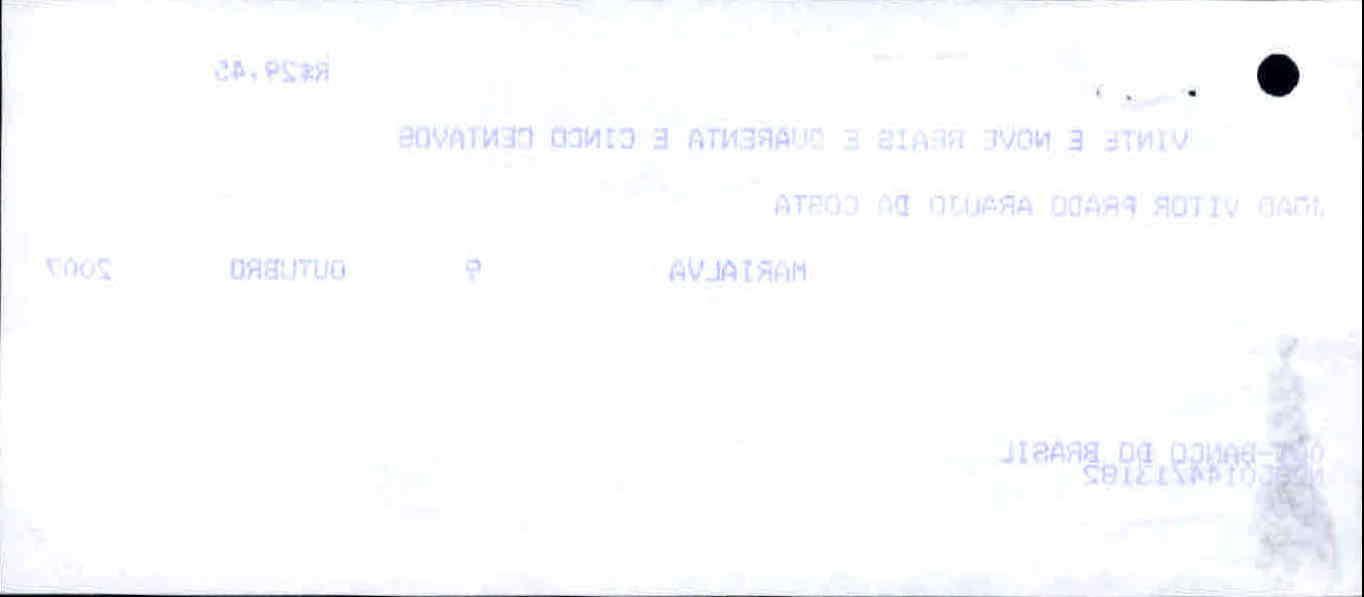 R$29,45
VINTE E NOVE REAIS E QUARENTA E CINCO CENTAVOS
JOAO VITOR PRADO ARAUJO DA COSTA
MARIALVA 9 OUTUBRO 2007
BANCO DO BRASIL